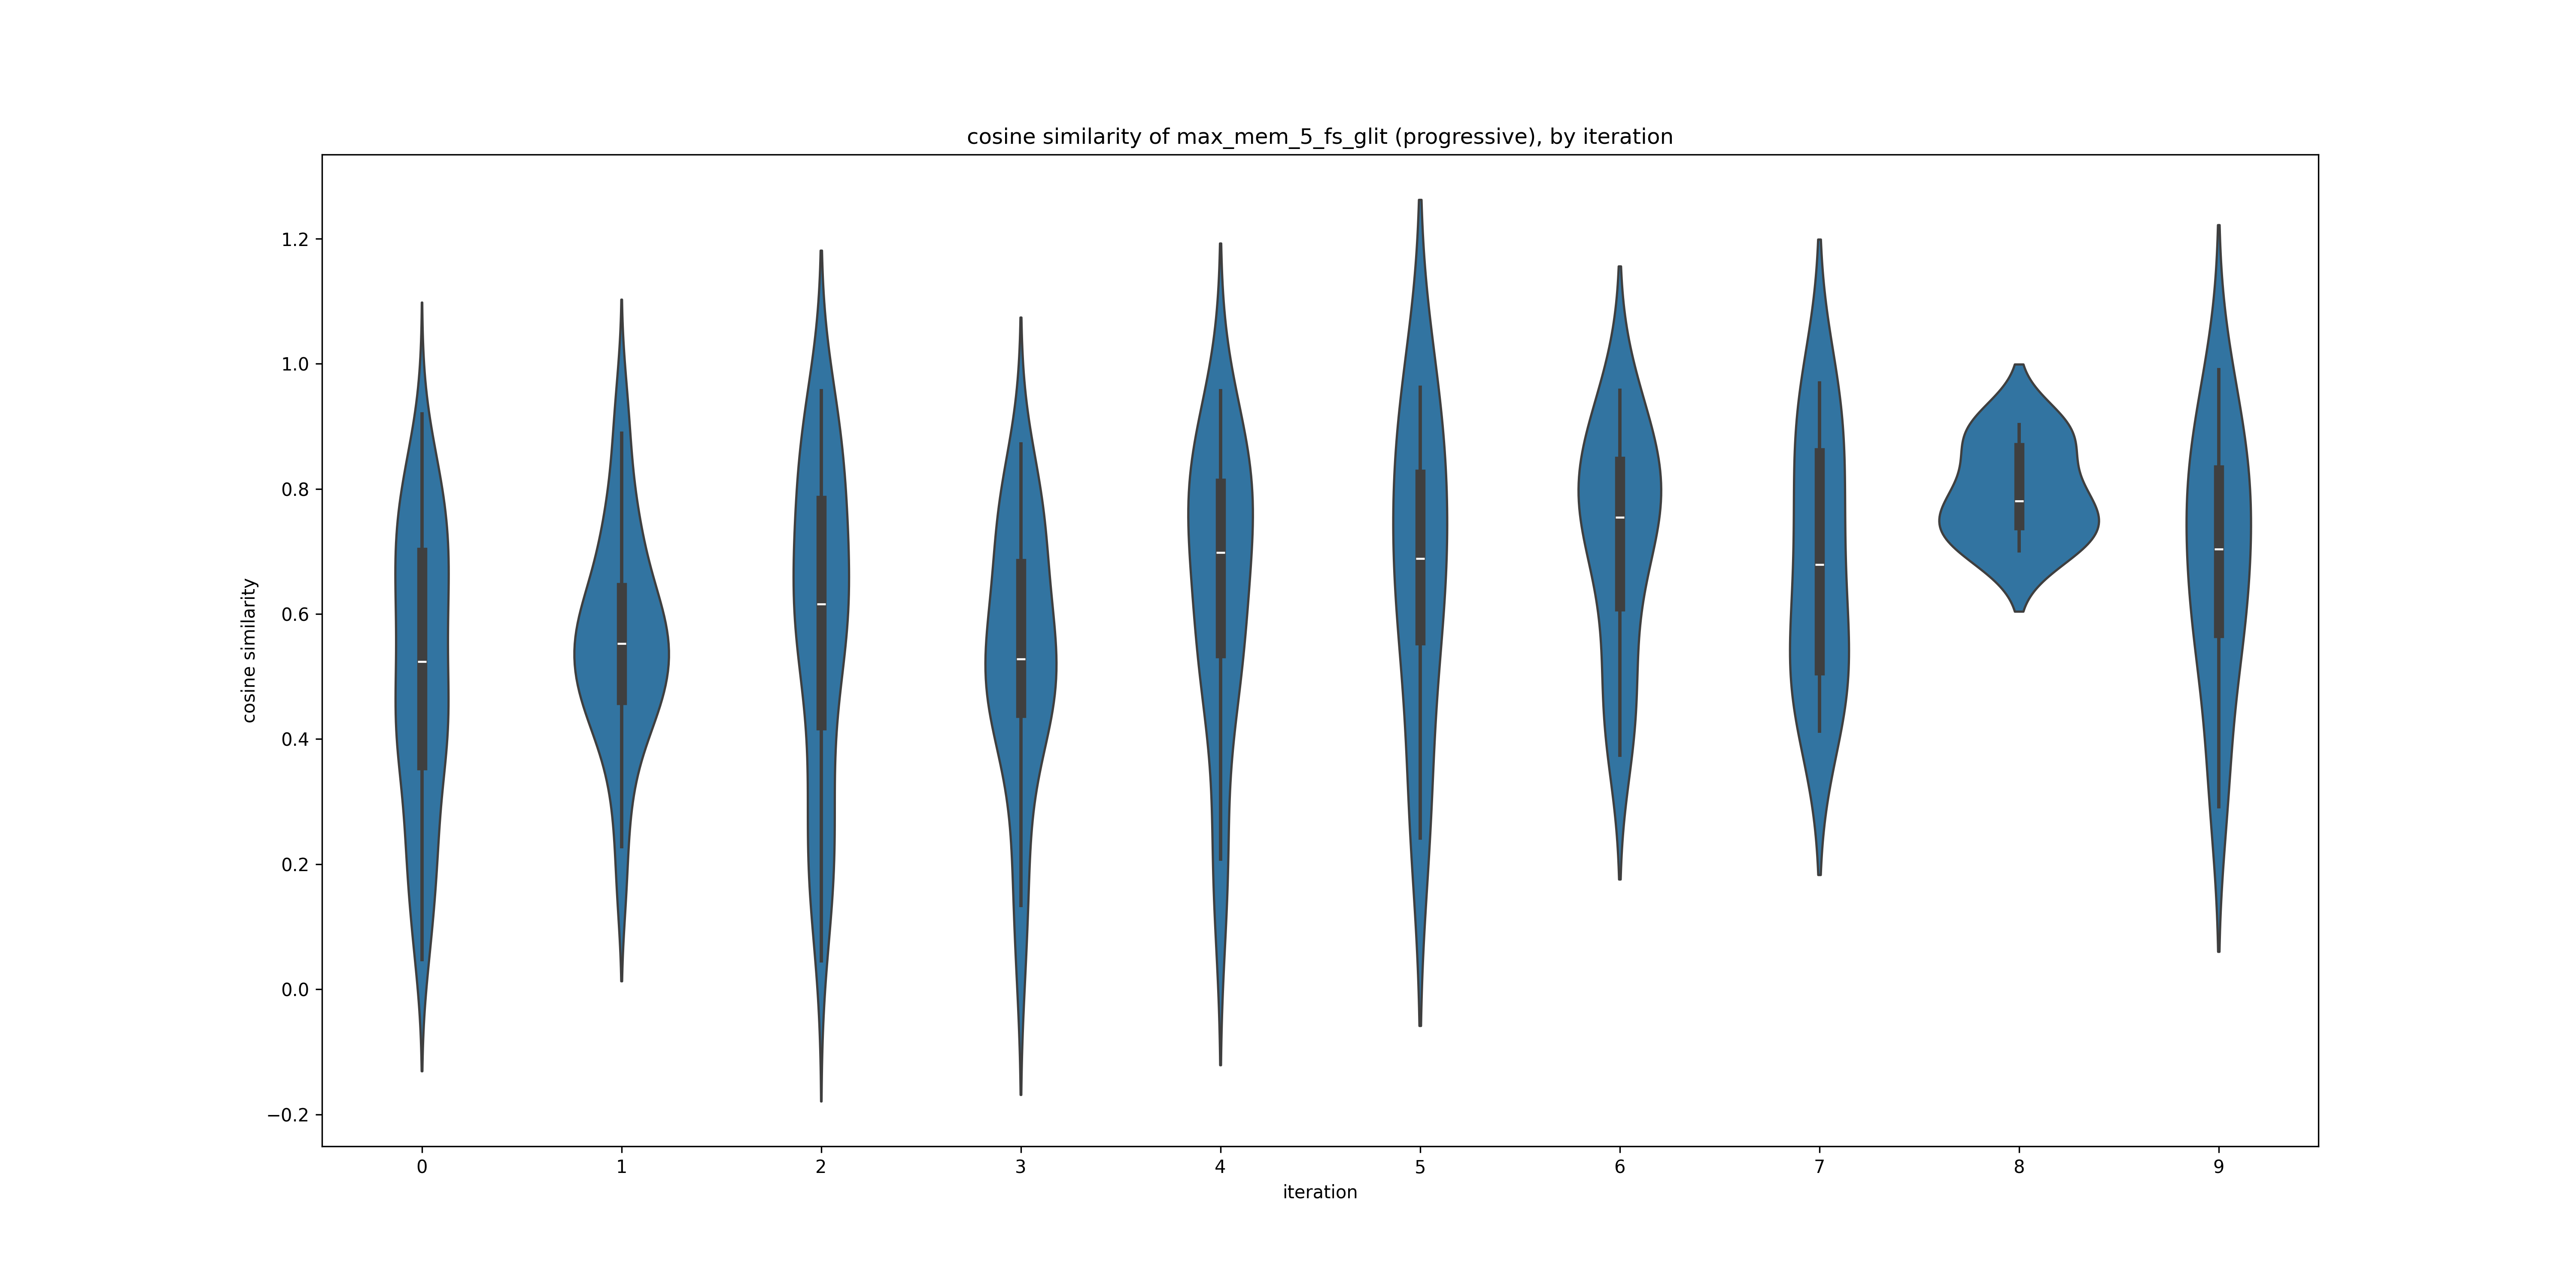 cosine similarity of max_mem_5_fs_glit (progressive), by iteration
cosine similarity
1.2
1.0
0.8
0.6
0.4
0.2
0.0
−0.2
0 1 2 3 4 5 6 7 8 9
iteration